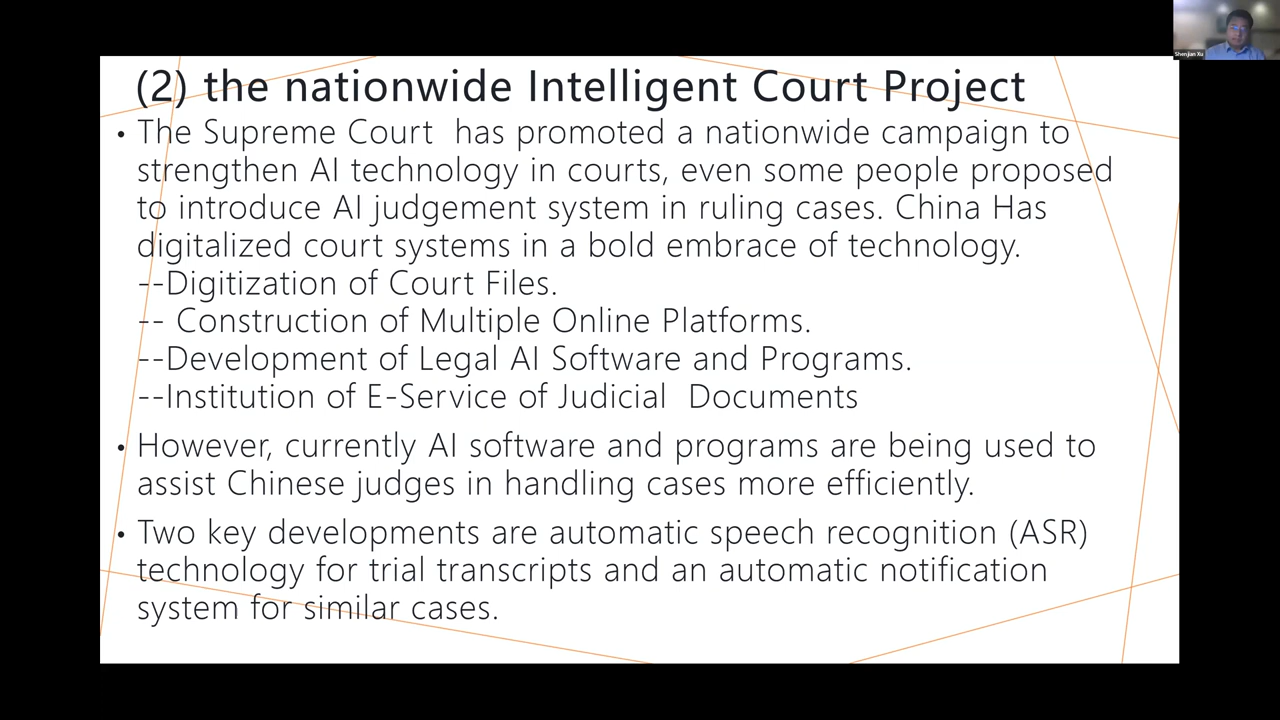 Shenjian Xu
(2) the nationwide Intelligent Court Project
• The Supreme Court  has promoted a nationwide campaign to
strengthen AI technology in courts, even some people proposed
to introduce AI judgement system in ruling cases. China Has
digitalized court systems in a bold embrace of technology.
--Digitization of Court Files.
-- Construction of Multiple Online Platforms.
--Development of Legal AI Software and Programs.
--Institution of E-Service of Judicial  Documents
• However, currently AI software and programs are being used to
assist Chinese judges in handling cases more efficiently.
• Two key developments are automatic speech recognition (ASR)
technology for trial transcripts and an automatic notification
system for similar cases.